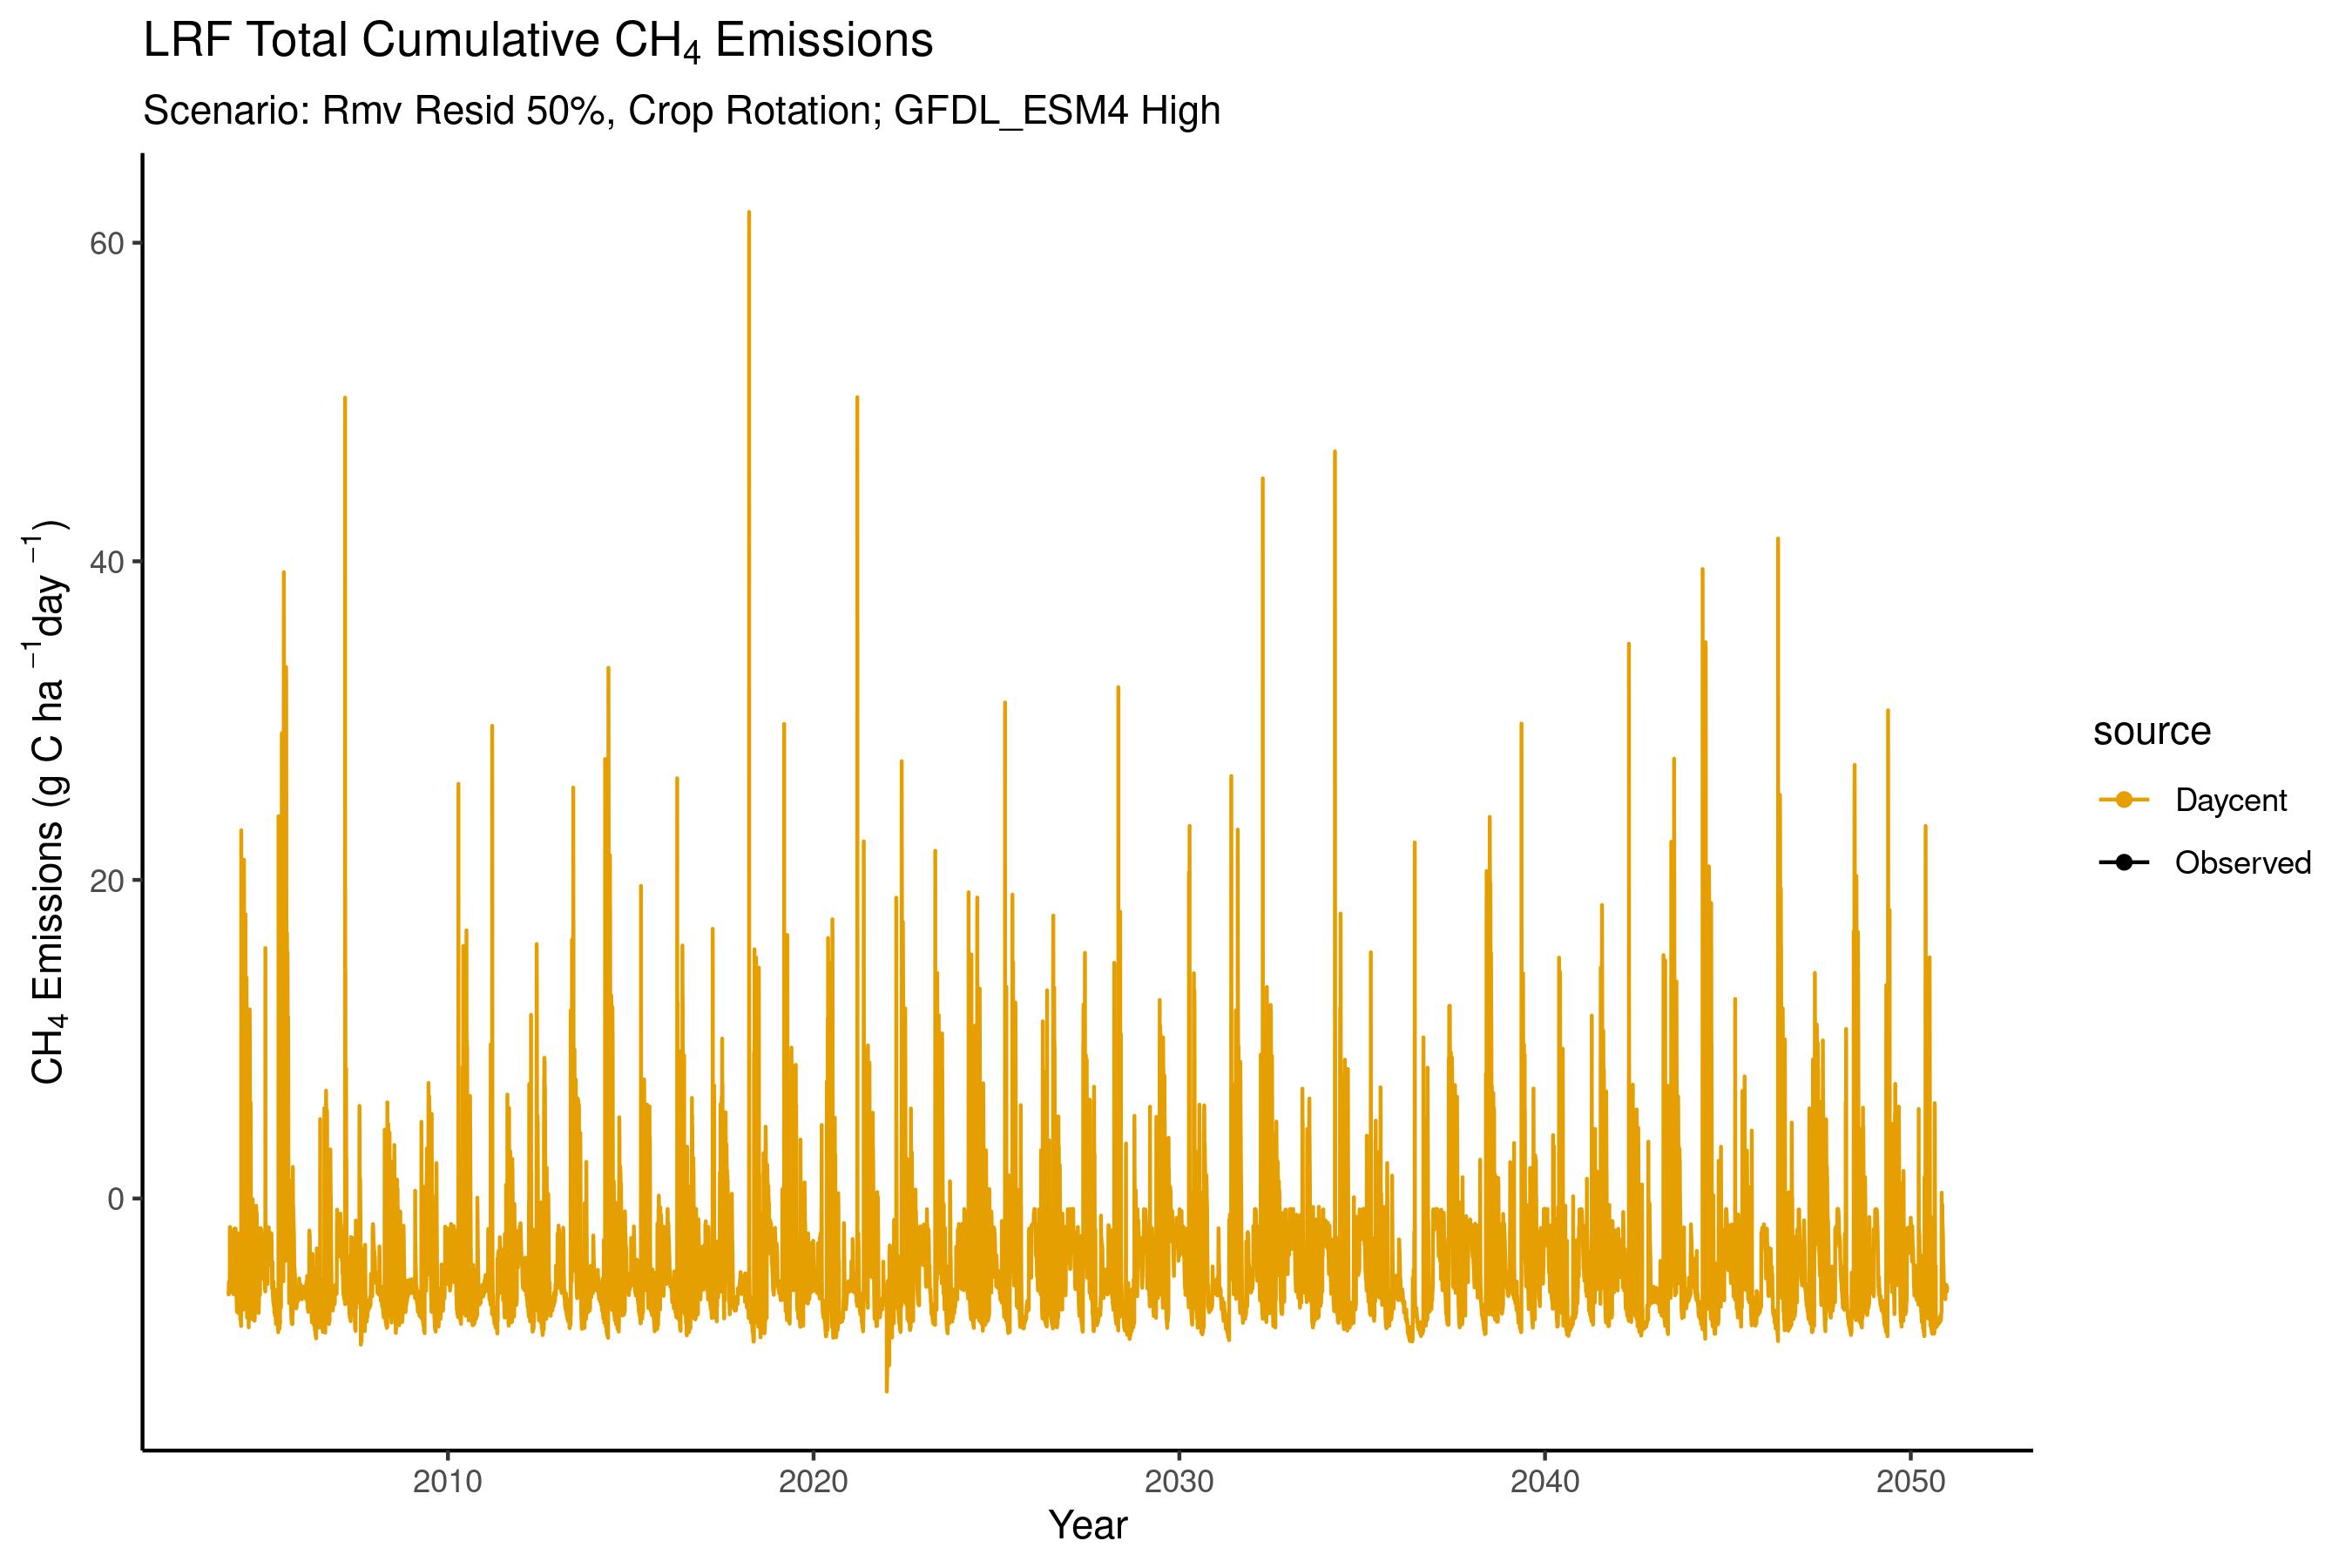 LRF Total Cumulative CH₄ Emissions
Scenario: Rmv Resid 50%, Crop Rotation; GFDL_ESM4 High
CH₄ Emissions (g C ha ⁻¹day ⁻¹)
60
40
20
0
2010 2020 2030 2040 2050
Year
source
Daycent
Observed